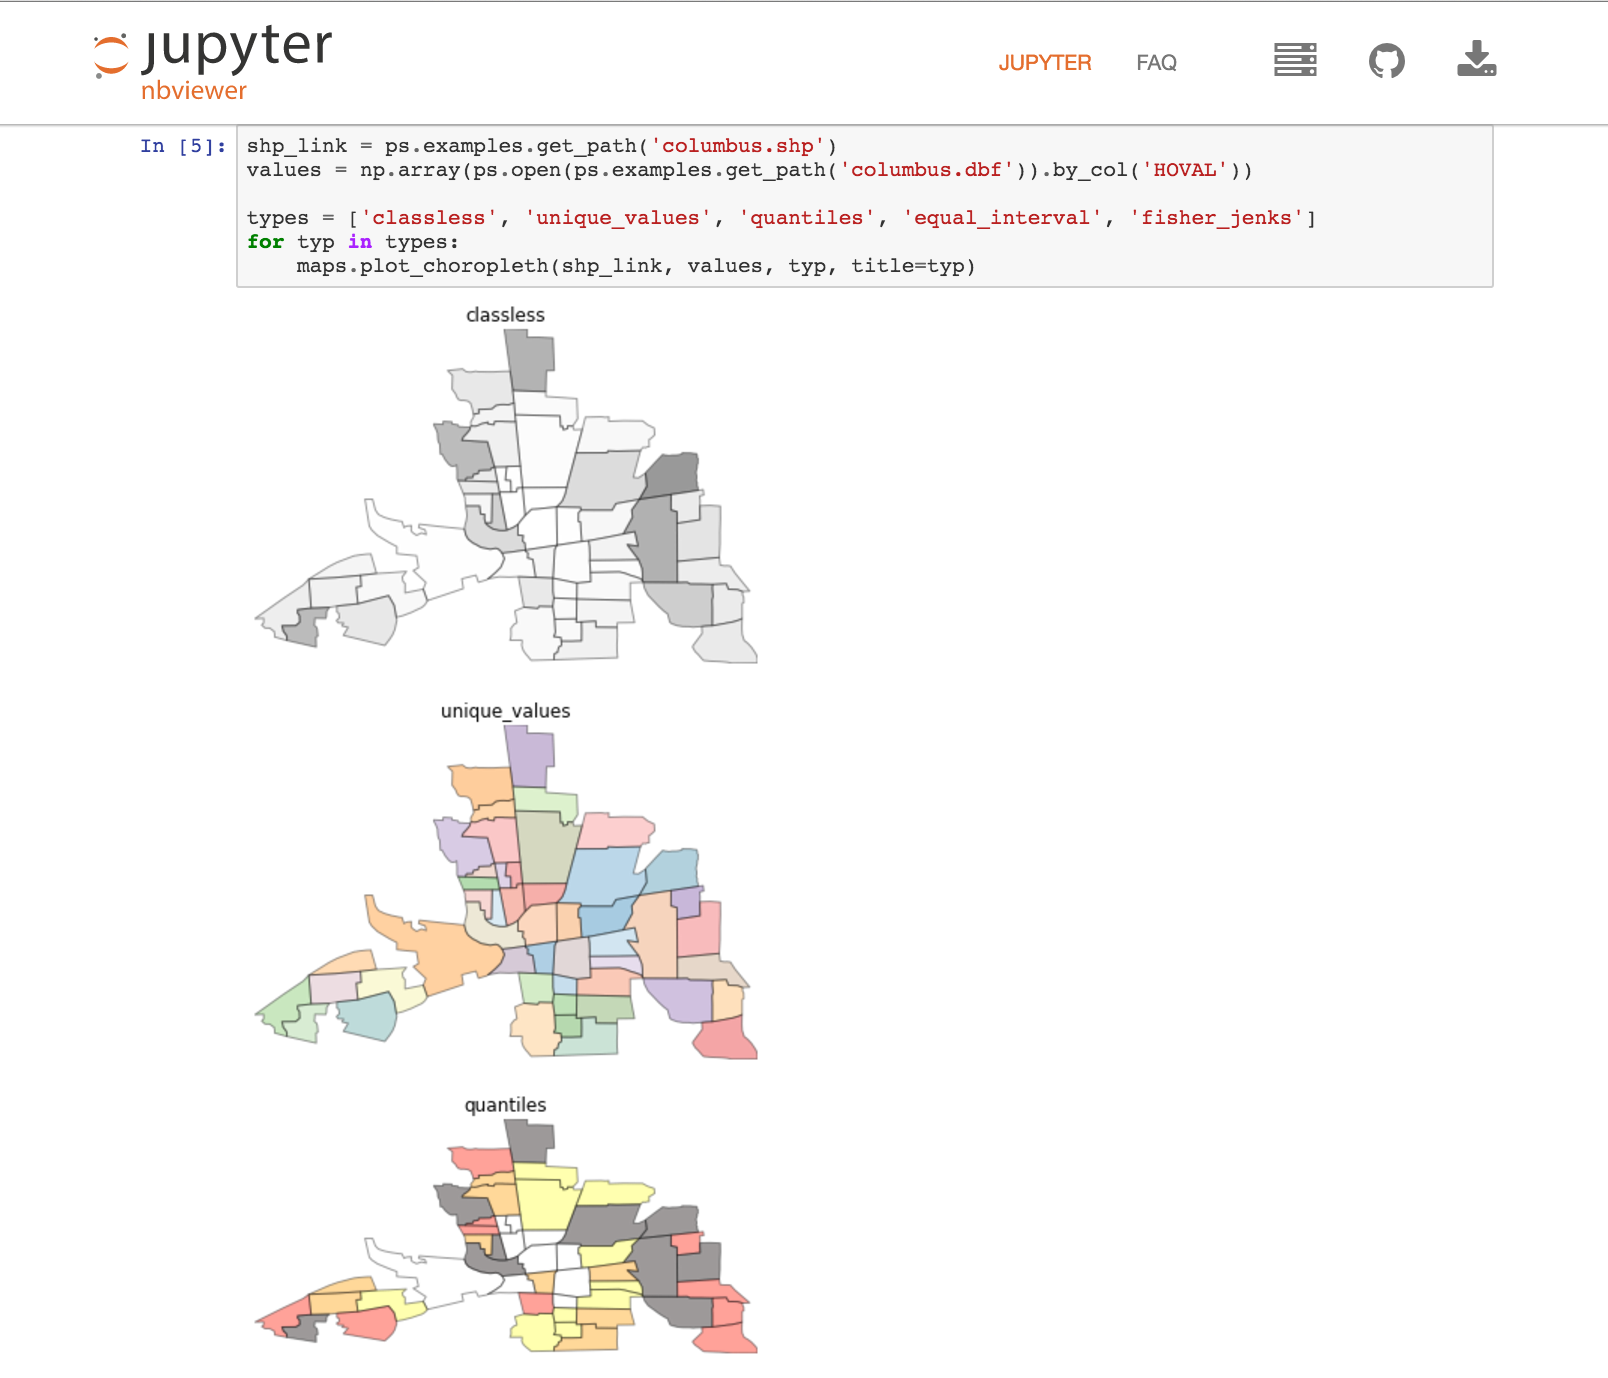 jupyter
nbviewer
JUPYTER FAQ
In [5]: shp_link = ps.examples.get_path('columbus.shp')
values = np.array(ps.open(ps.examples.get_path('columbus.dbf')).by_col('HOVAL'))
types = ['classless', 'unique_values', 'quantiles', 'equal_interval', 'fisher_jenks']
for typ in types:
    maps.plot_choropleth(shp_link, values, typ, title=typ)
classless
unique_values
quantiles